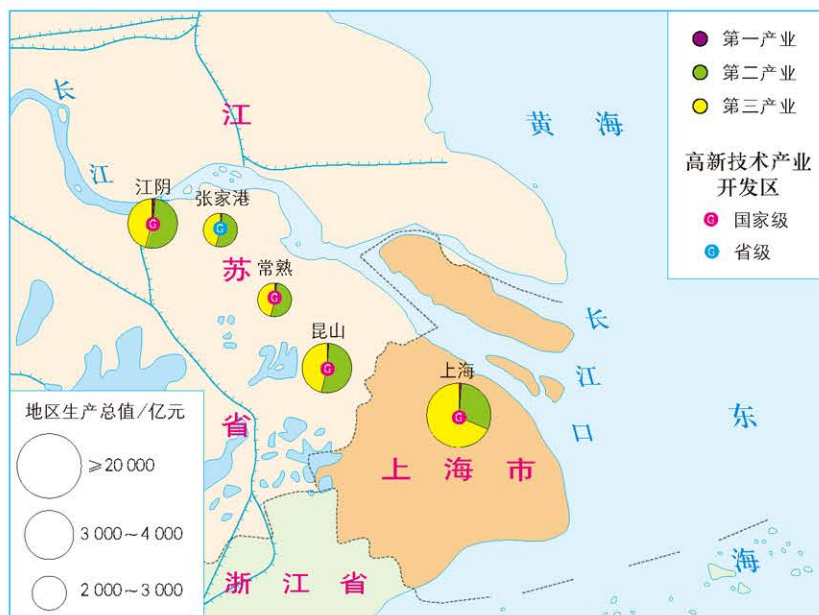 第一产业
第二产业
第三产业
高新技术产业
开发区
G 国家级
G 省级
黄海
东海
长江口
长江
江苏省
江阴
G
张家港
G
常熟
G
昆山
G
上海
G
上海市
浙江省
地区生产总值/亿元
≥20 000
3 000～4 000
2 000～3 000